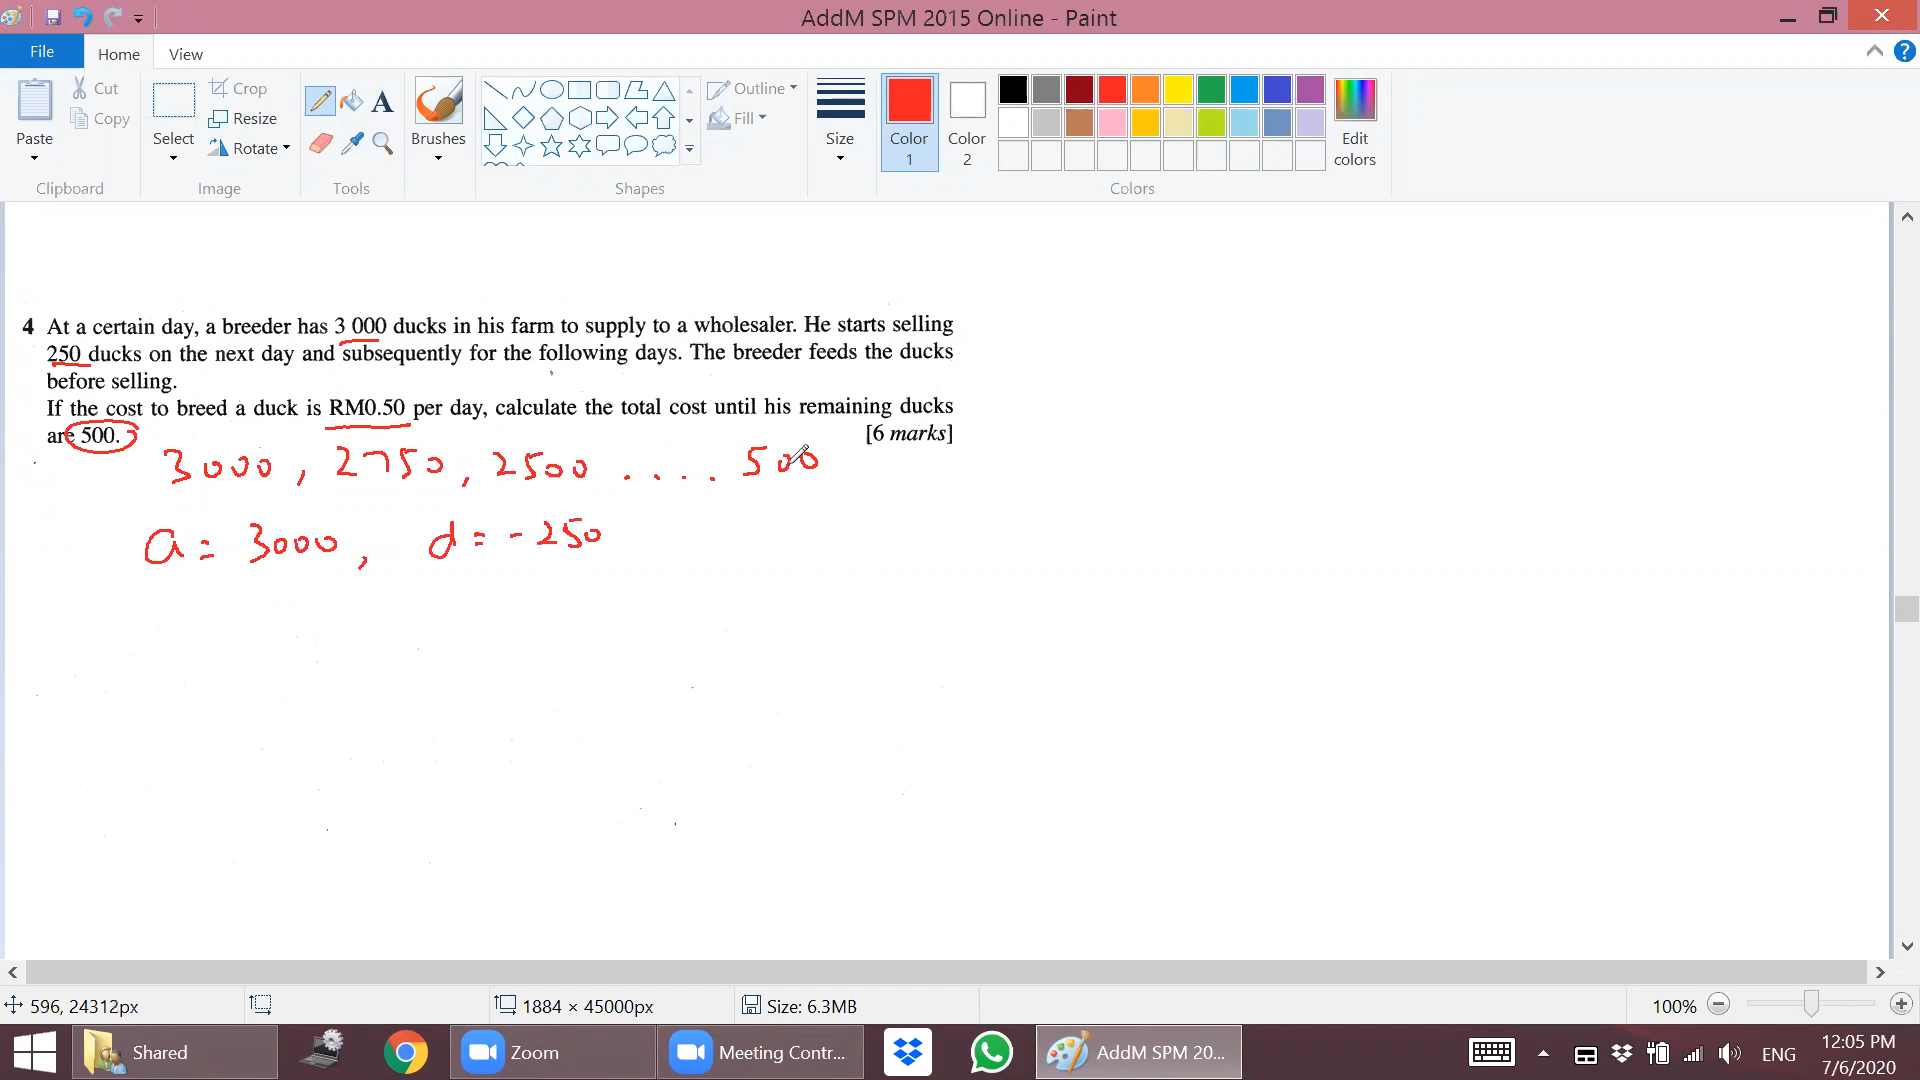 AddM SPM 2015 Online - Paint
File
Home
View
Paste
Cut
Copy
Select
Crop
Resize
Rotate
Brushes
Outline
Fill
Size
Color 1
Color 2
Edit colors
Clipboard
Image
Tools
Shapes
Colors
4 At a certain day, a breeder has 3 000 ducks in his farm to supply to a wholesaler. He starts selling
250 ducks on the next day and subsequently for the following days. The breeder feeds the ducks
before selling.
If the cost to breed a duck is RM0.50 per day, calculate the total cost until his remaining ducks
are 500. [6 marks]
3000 , 2750 , 2500 .... 500
a = 3000 , d = -250
596, 24312px
1884 × 45000px
Size: 6.3MB
100%
Shared
Zoom
Meeting Contr...
AddM SPM 20...
ENG
12:05 PM
7/6/2020